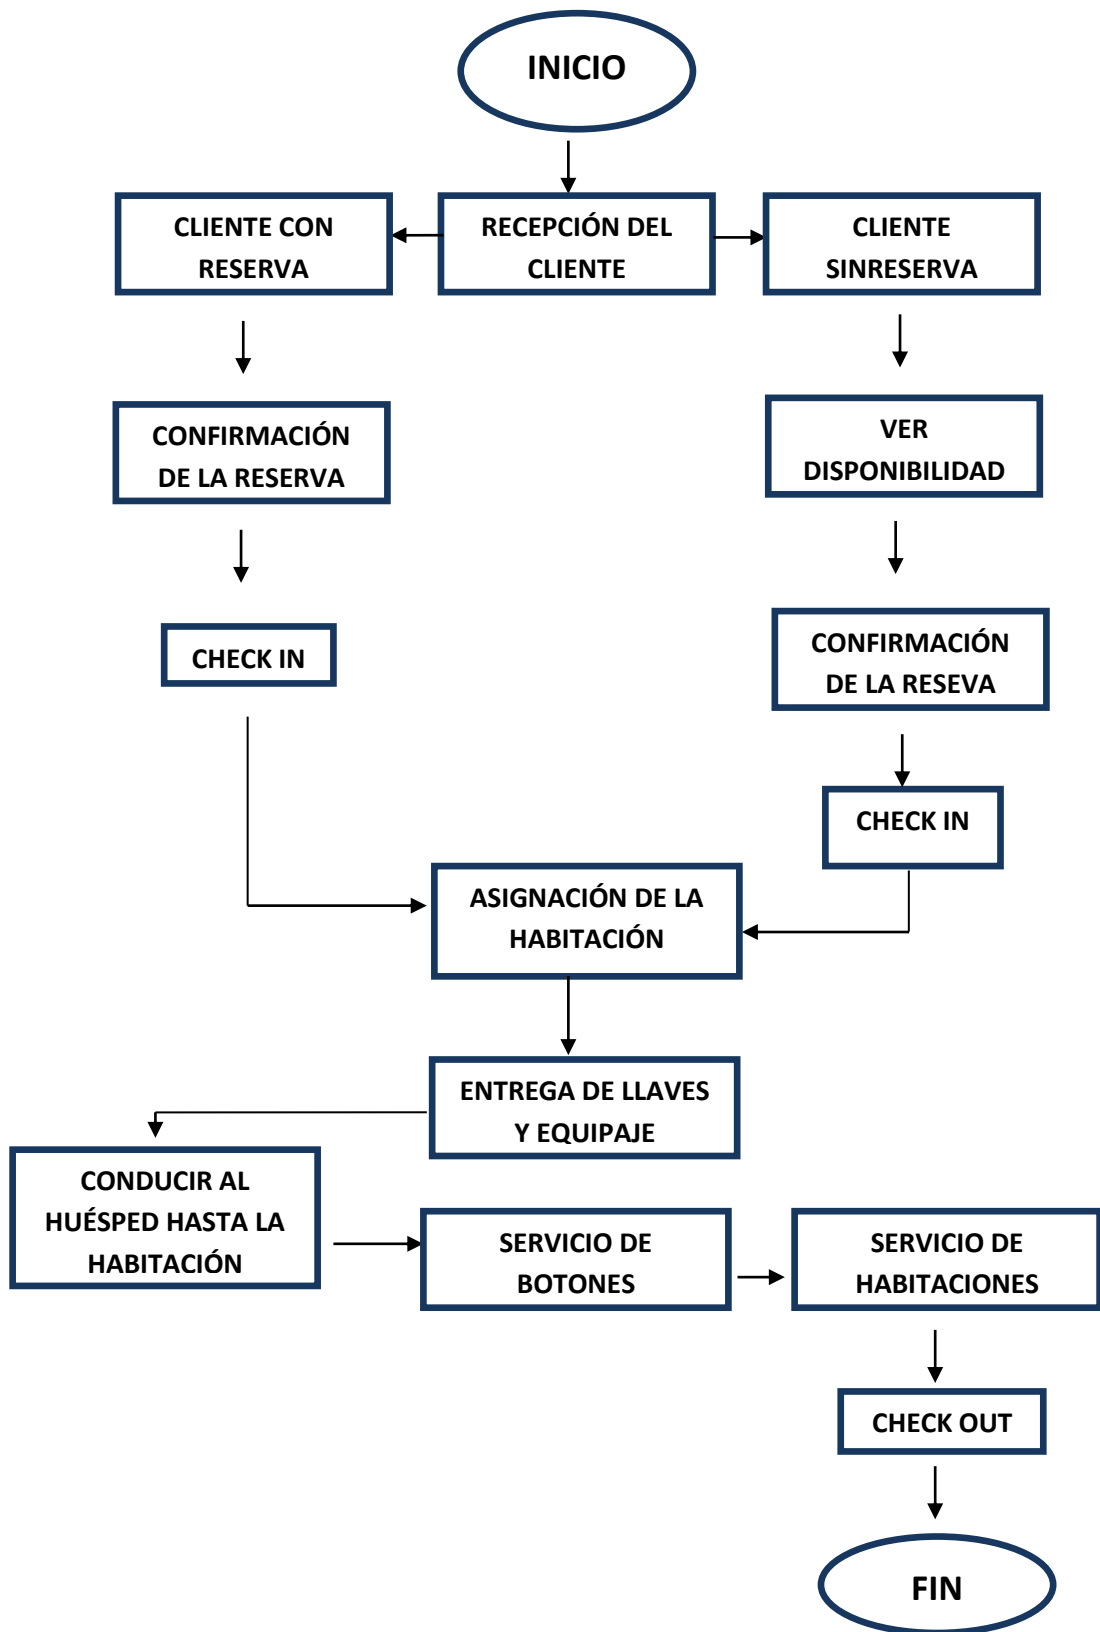 INICIO
CLIENTE CON
RESERVA
RECEPCIÓN DEL
CLIENTE
CLIENTE
SINRESERVA
CONFIRMACIÓN
DE LA RESERVA
VER
DISPONIBILIDAD
CHECK IN
CONFIRMACIÓN
DE LA RESEVA
CHECK IN
ASIGNACIÓN DE LA
HABITACIÓN
ENTREGA DE LLAVES
Y EQUIPAJE
CONDUCIR AL
HUÉSPED HASTA LA
HABITACIÓN
SERVICIO DE
BOTONES
SERVICIO DE
HABITACIONES
CHECK OUT
FIN